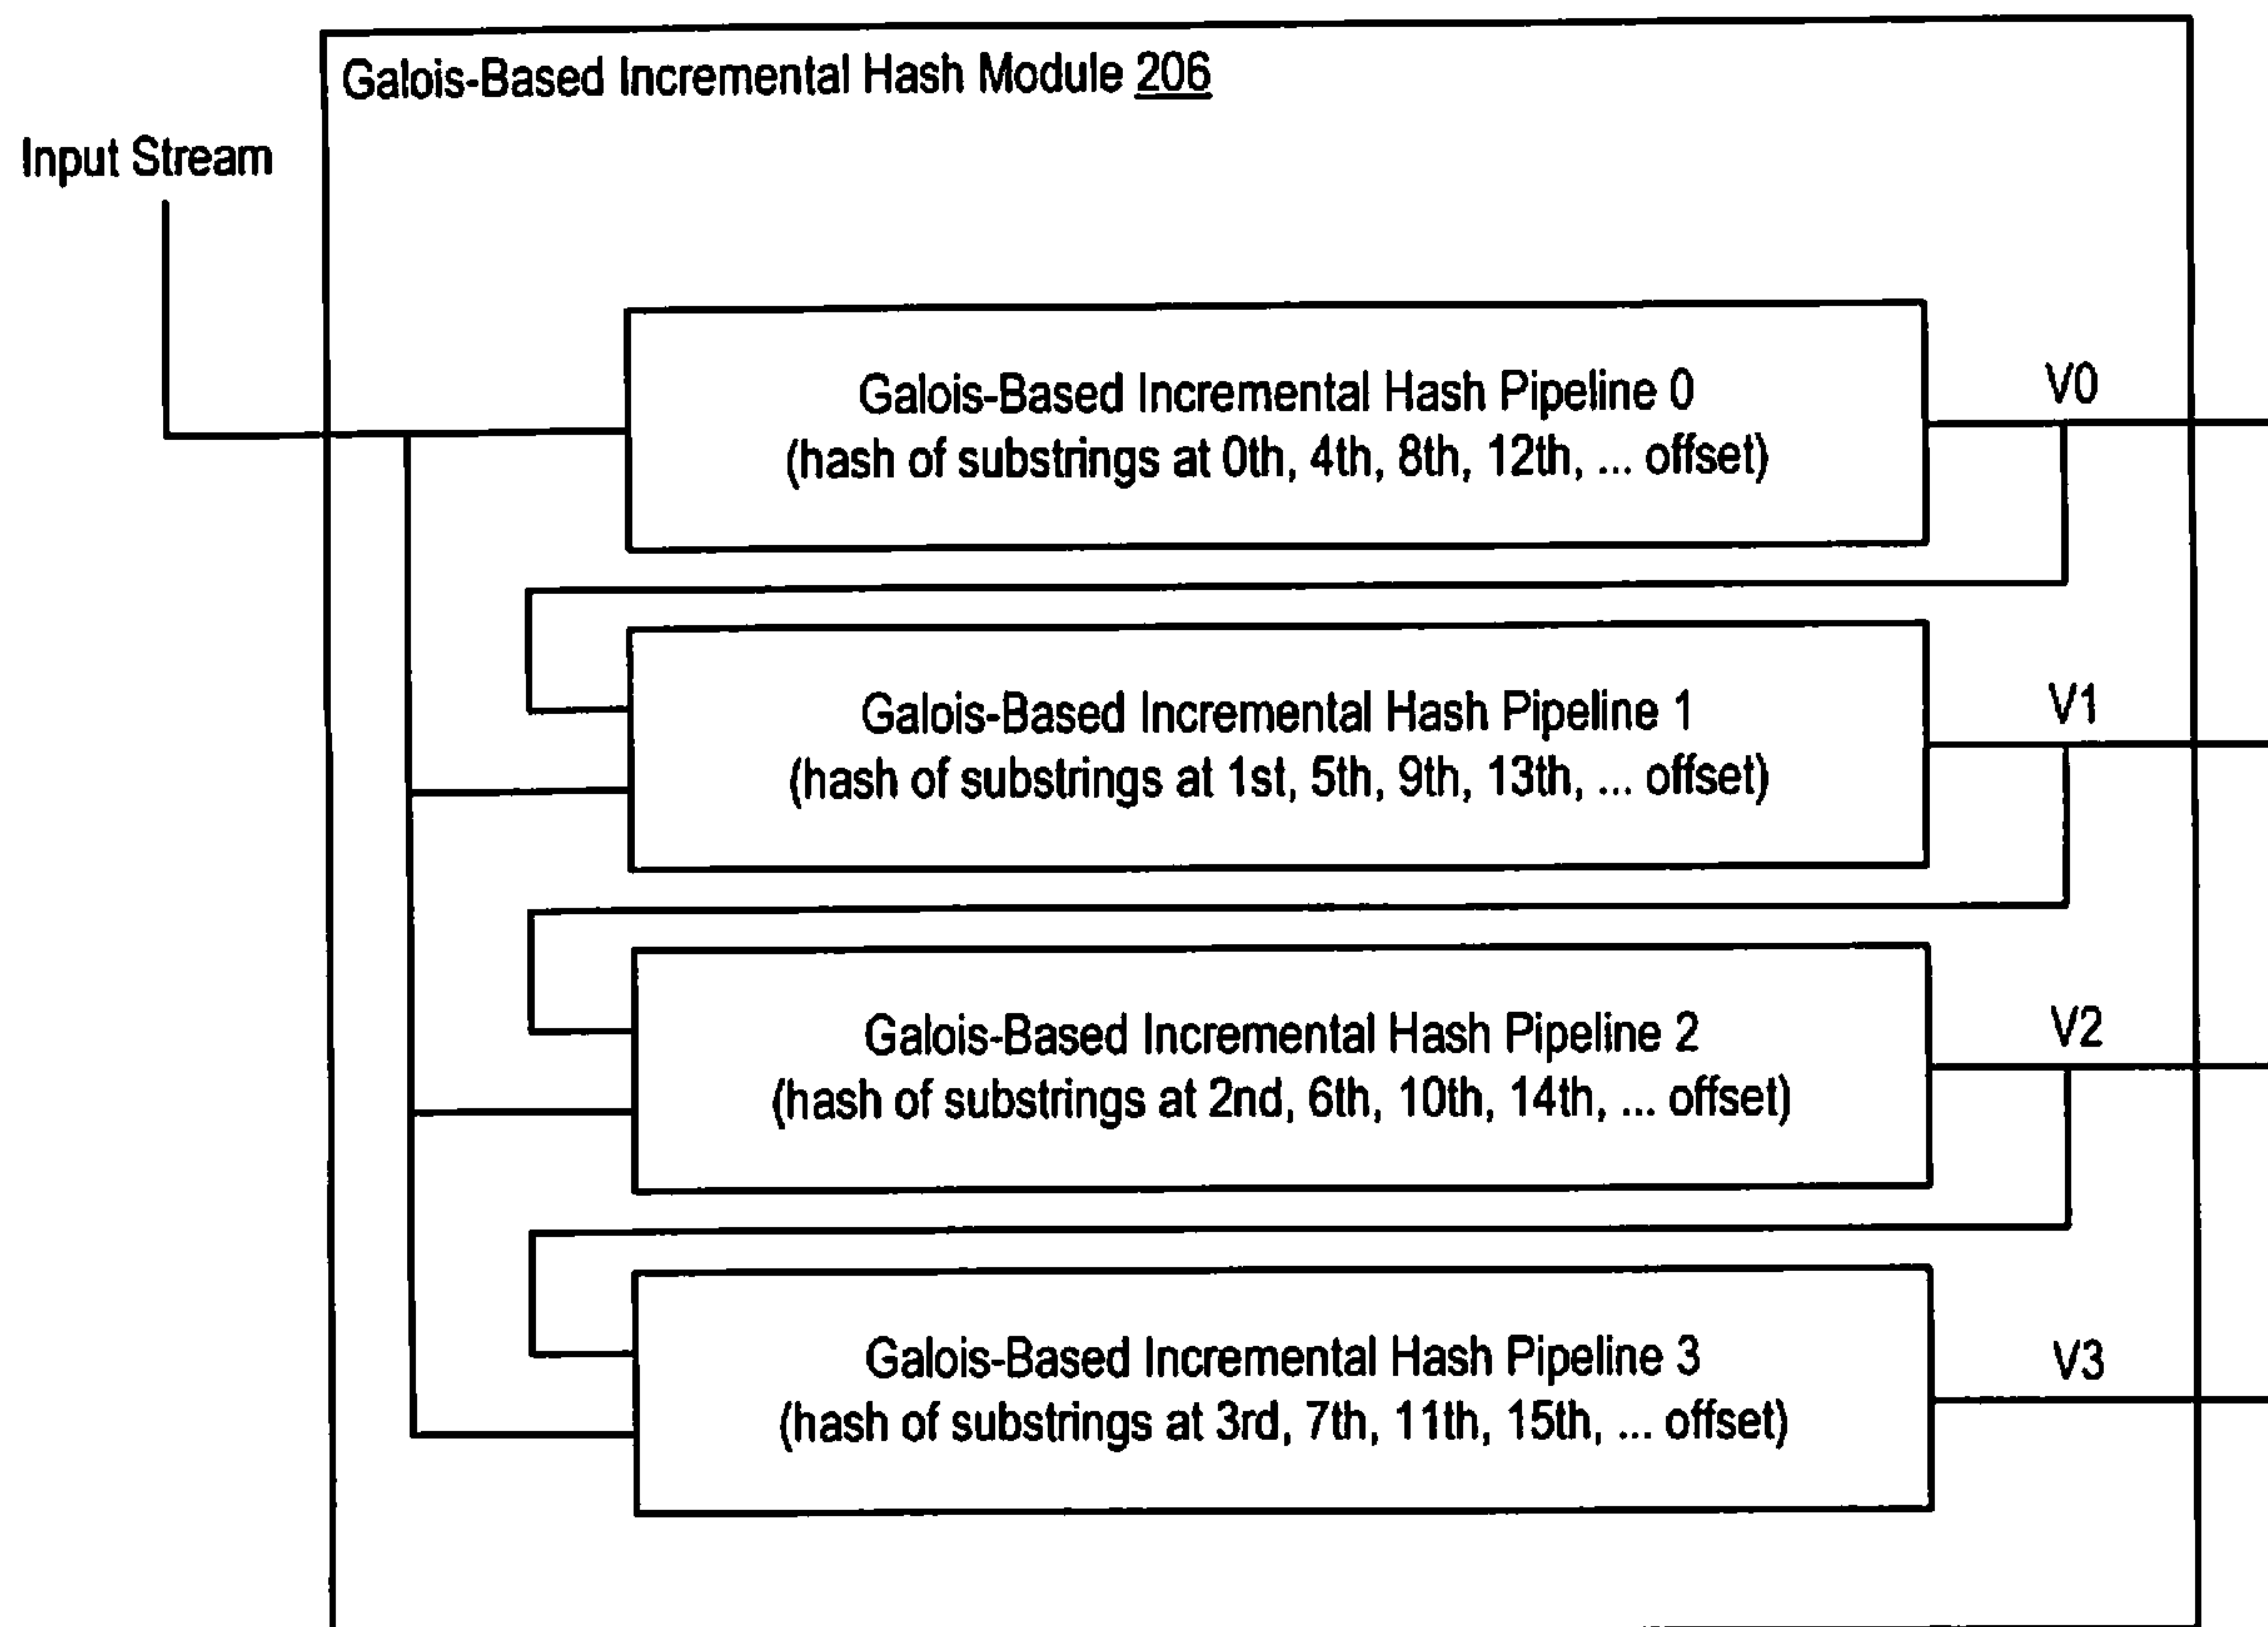 Galois-Based Incremental Hash Module 206
Input Stream
Galois-Based Incremental Hash Pipeline 0
(hash of substrings at 0th, 4th, 8th, 12th, ... offset)
V0
Galois-Based Incremental Hash Pipeline 1
(hash of substrings at 1st, 5th, 9th, 13th, ... offset)
V1
Galois-Based Incremental Hash Pipeline 2
(hash of substrings at 2nd, 6th, 10th, 14th, ... offset)
V2
Galois-Based Incremental Hash Pipeline 3
(hash of substrings at 3rd, 7th, 11th, 15th, ... offset)
V3